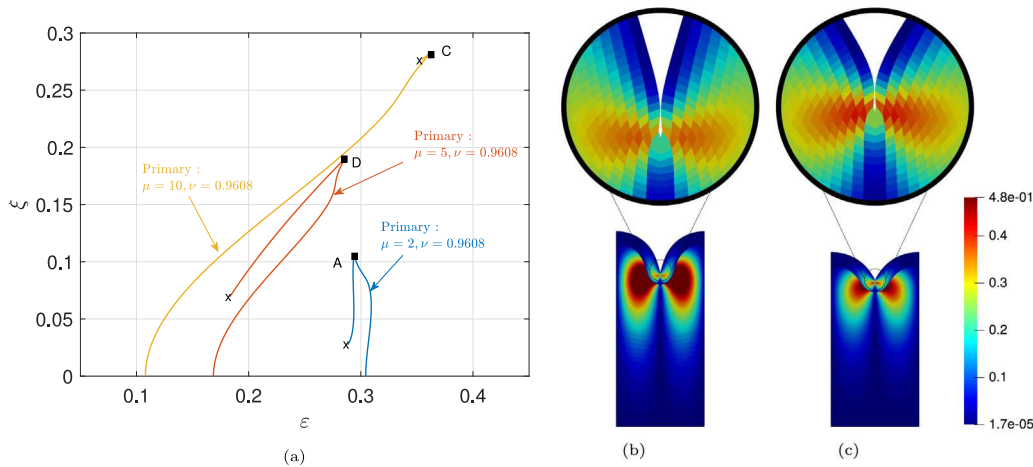 0.3
0.25
0.2
0.15
0.1
0.05
0
ξ
0.1
0.2
0.3
0.4
ε
x
C
Primary :
μ = 10, ν = 0.9608
Primary :
μ = 5, ν = 0.9608
D
x
Primary :
μ = 2, ν = 0.9608
A
x
(a)
(b)
(c)
4.8e-01
0.4
0.3
0.2
0.1
1.7e-05